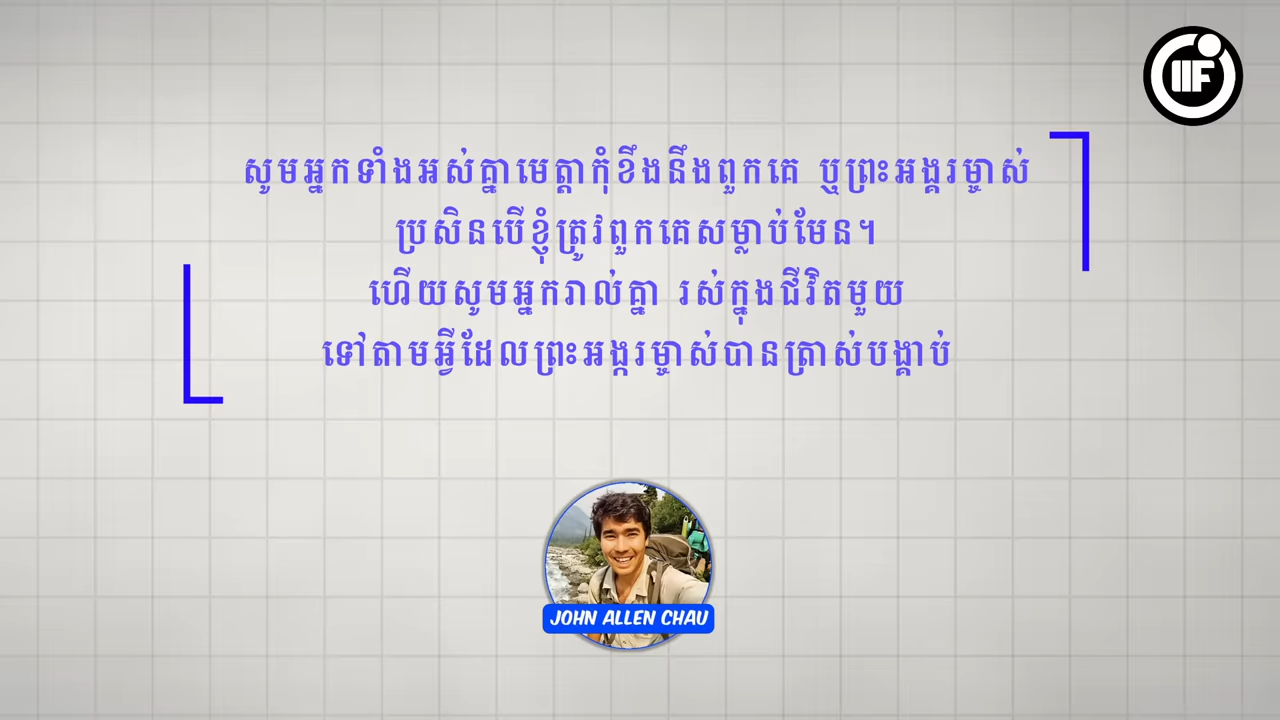 IIF
សូមអ្នកទាំងអស់គ្នាមេត្តាកុំខឹងនឹងពួកគេ ឬព្រះអង្គរម្ចាស់
ប្រសិនបើខ្ញុំត្រូវពួកគេសម្លាប់មែន។
ហើយសូមអ្នករាល់គ្នា រស់ក្នុងជីវិតមួយ
ទៅតាមអ្វីដែលព្រះអង្ករម្ចាស់បានត្រាស់បង្គាប់
JOHN ALLEN CHAU